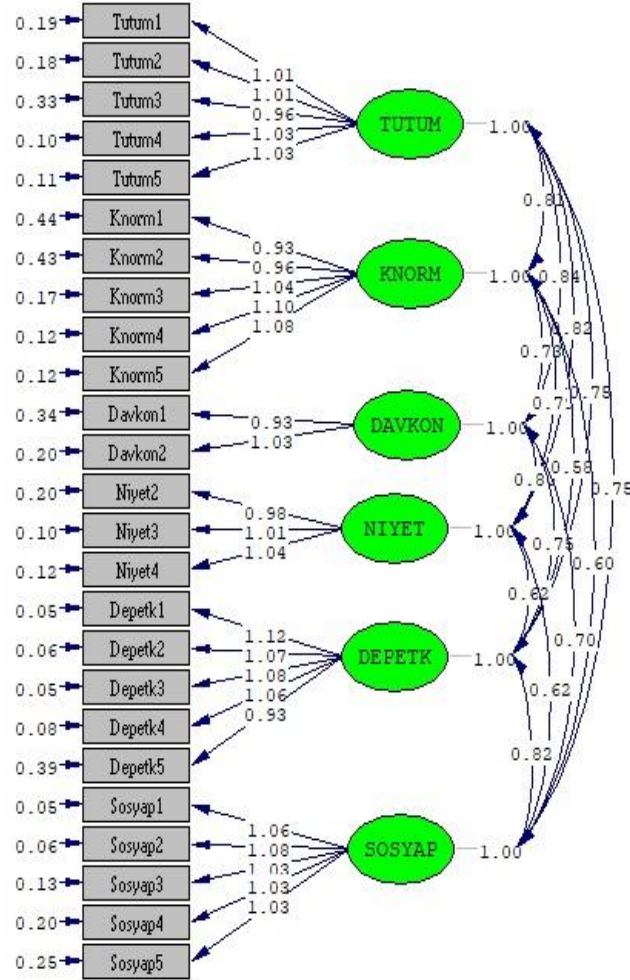 0.19 Tutum1
0.18 Tutum2
0.33 Tutum3
0.10 Tutum4
0.11 Tutum5
0.44 Knorm1
0.43 Knorm2
0.17 Knorm3
0.12 Knorm4
0.12 Knorm5
0.34 Davkon1
0.20 Davkon2
0.20 Niyet2
0.10 Niyet3
0.12 Niyet4
0.05 Depetk1
0.06 Depetk2
0.05 Depetk3
0.08 Depetk4
0.39 Depetk5
0.05 Sosyap1
0.06 Sosyap2
0.13 Sosyap3
0.20 Sosyap4
0.25 Sosyap5
1.01
1.01
0.96
1.03
1.03
0.93
0.96
1.04
1.10
1.08
0.93
1.03
0.98
1.01
1.04
1.12
1.07
1.08
1.06
0.93
1.06
1.08
1.03
1.03
1.03
TUTUM 1.00
KNORM 1.00
DAVKON 1.00
NIYET 1.00
DEPETK 1.00
SOSYAP 1.00
0.84
0.82
0.73
0.75
0.58
0.75
0.75
0.60
0.62
0.70
0.62
0.82